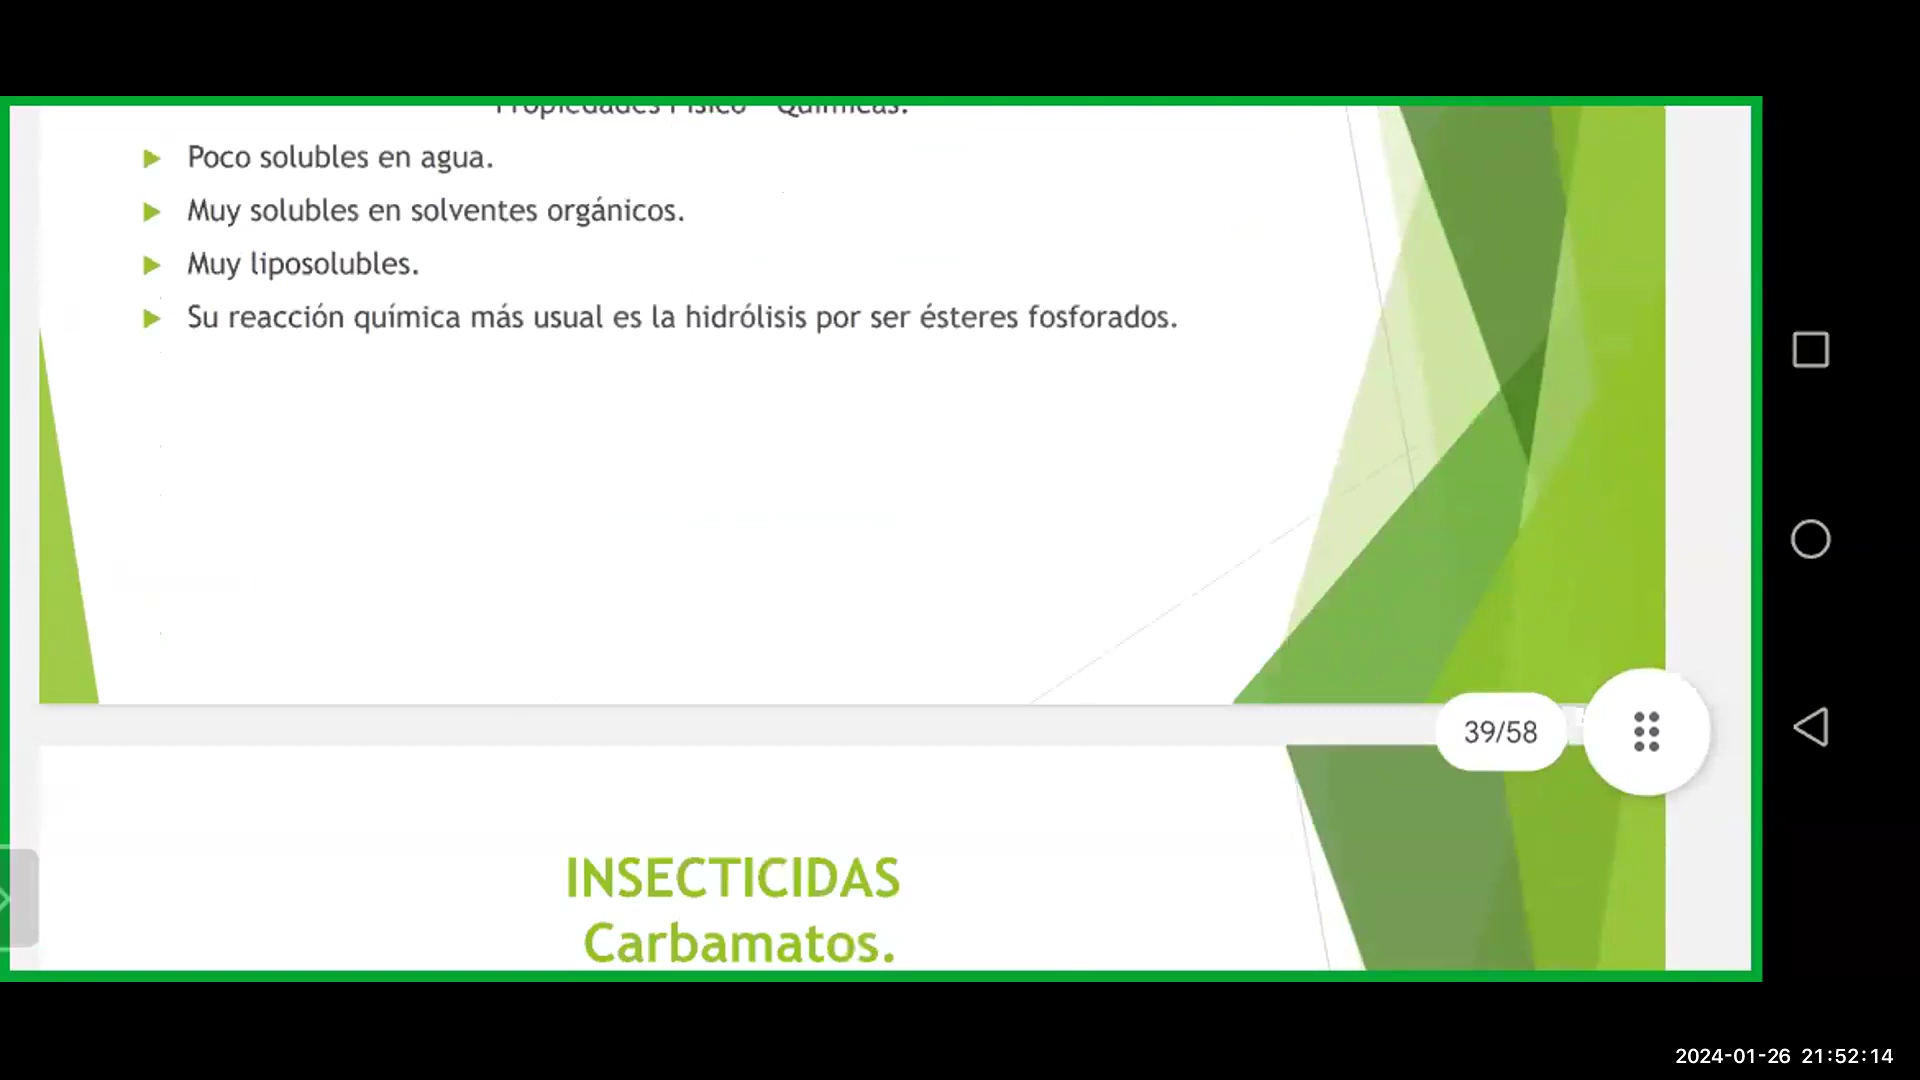 Propiedades Físico - Químicas.
Poco solubles en agua.
Muy solubles en solventes orgánicos.
Muy liposolubles.
Su reacción química más usual es la hidrólisis por ser ésteres fosforados.
39/58
INSECTICIDAS
Carbamatos.
2024-01-26 21:52:14